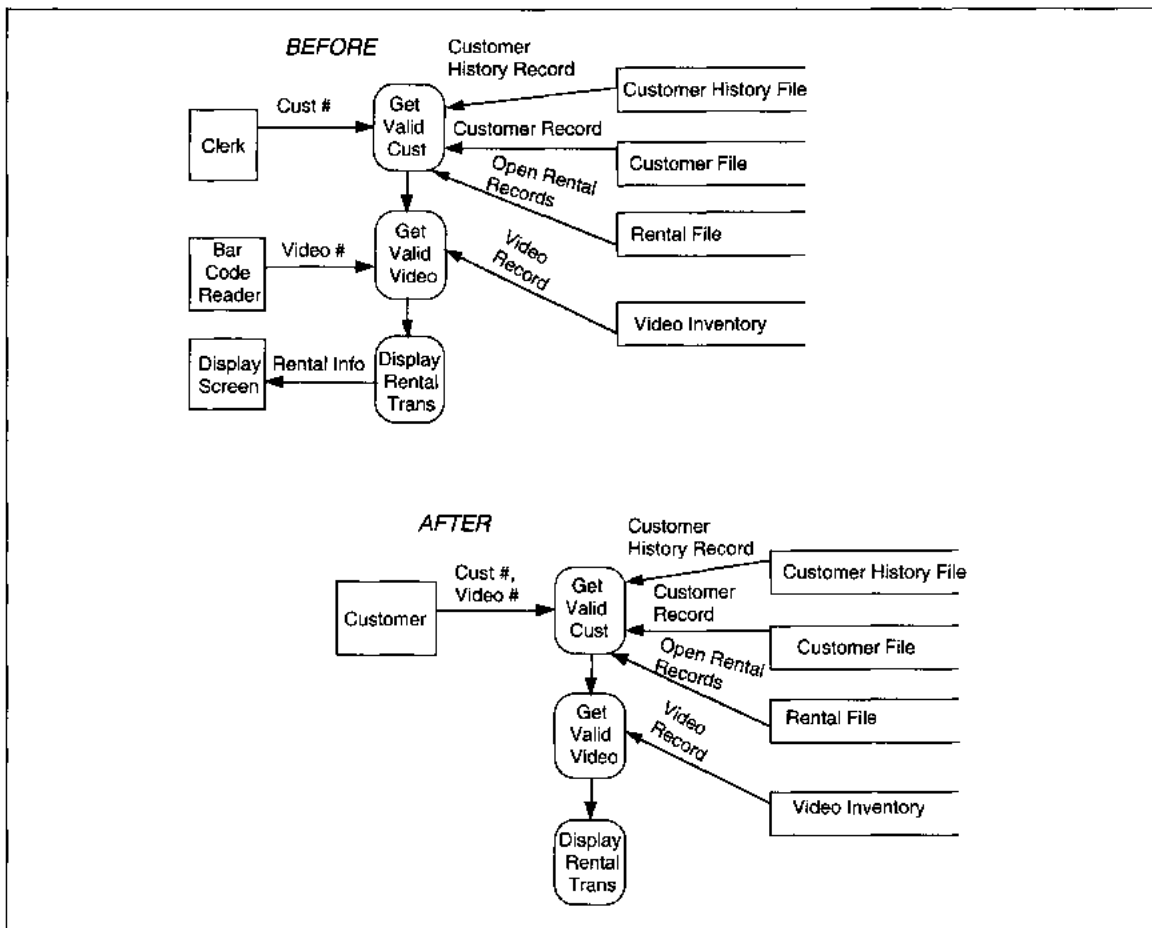 BEFORE
Customer
History Record
Customer History File
Get
Valid
Cust
Cust #
Clerk
Customer Record
Customer File
Open Rental
Records
Rental File
Get
Valid
Video
Bar
Code
Reader
Video #
Video
Record
Video Inventory
Display
Screen
Rental Info
Display
Rental
Trans
AFTER
Customer
History Record
Customer History File
Cust #,
Video #
Customer
Get
Valid
Cust
Customer
Record
Customer File
Open Rental
Records
Rental File
Get
Valid
Video
Video
Record
Video Inventory
Display
Rental
Trans